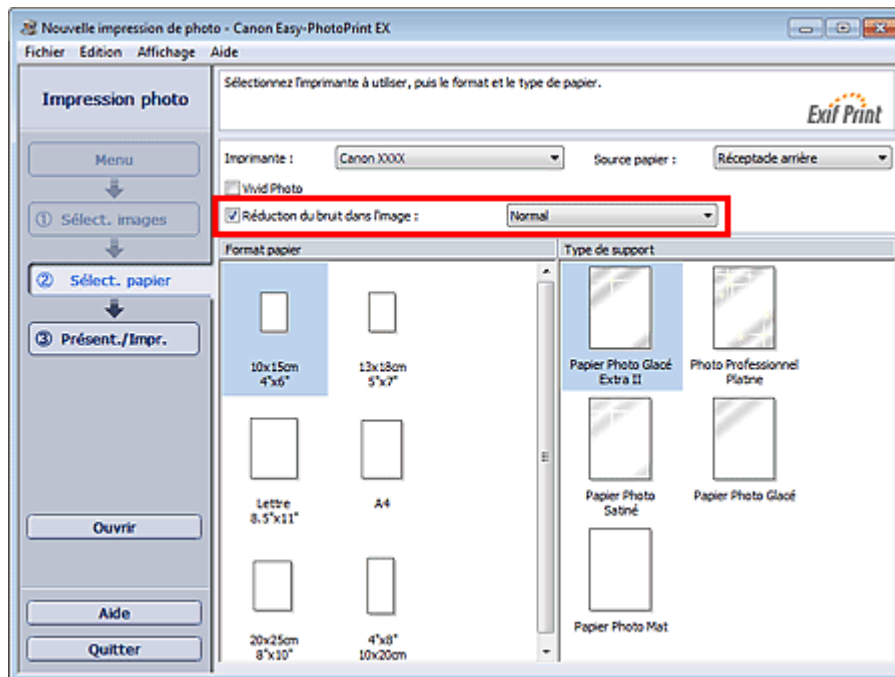 Nouvelle impression de photo - Canon Easy-PhotoPrint EX
Fichier Edition Affichage Aide
Impression photo
Sélectionnez l'imprimante à utiliser, puis le format et le type de papier.
Exif Print
Menu
① Sélect. images
② Sélect. papier
③ Présent./Impr.
Ouvrir
Aide
Quitter
Imprimante : Canon XXXX Source papier : Réceptacle arrière
Vivid Photo
Réduction du bruit dans l'image : Normal
Format papier
10x15cm
4"x6"
13x18cm
5"x7"
Lettre
8.5"x11"
A4
20x25cm
8"x10"
4"x8"
10x20cm
Type de support
Papier Photo Glacé
Extra II
Photo Professionnel
Platine
Papier Photo
Satiné
Papier Photo Glacé
Papier Photo Mat